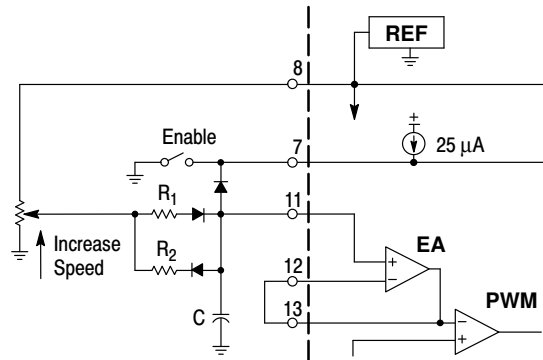 REF
8
Enable
7
+
25 µA
R1
11
EA
Increase
Speed
R2
12
+
−
PWM
13
C
−
+